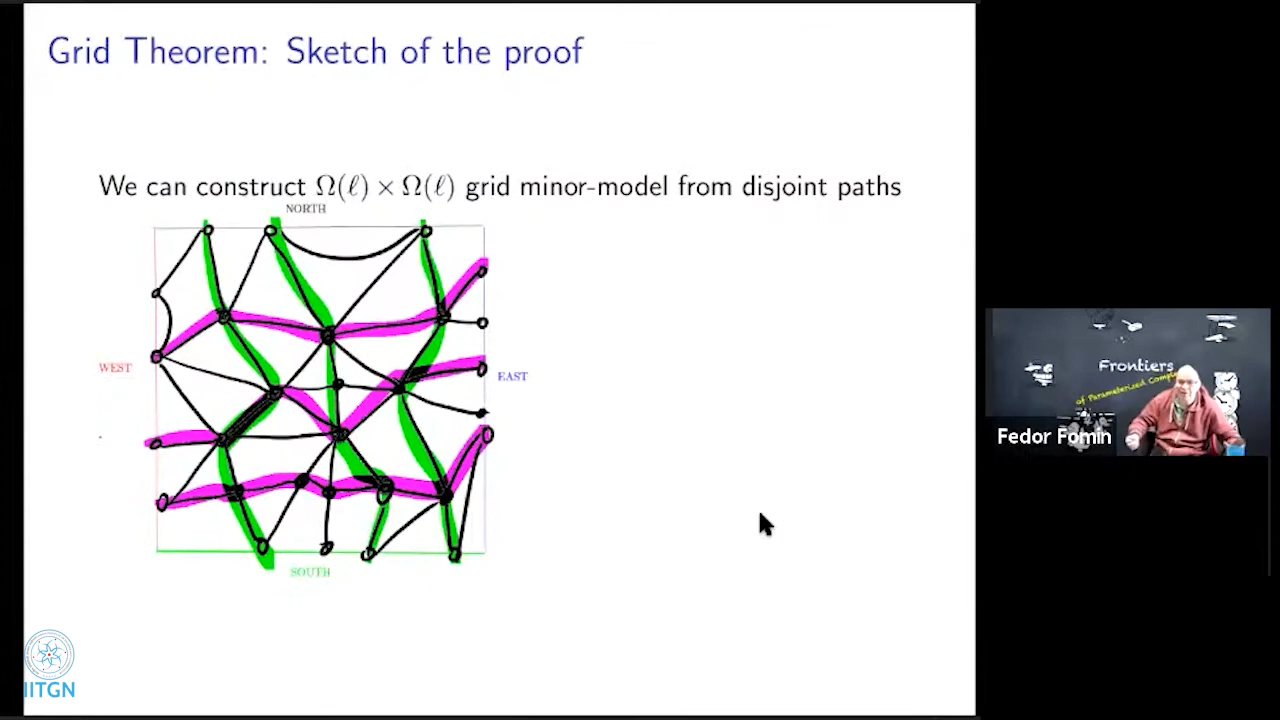 Grid Theorem: Sketch of the proof
We can construct Ω(ℓ) × Ω(ℓ) grid minor-model from disjoint paths
NORTH
WEST
EAST
SOUTH
IITGN
Frontiers
of Parameterized
Fedor Fomin